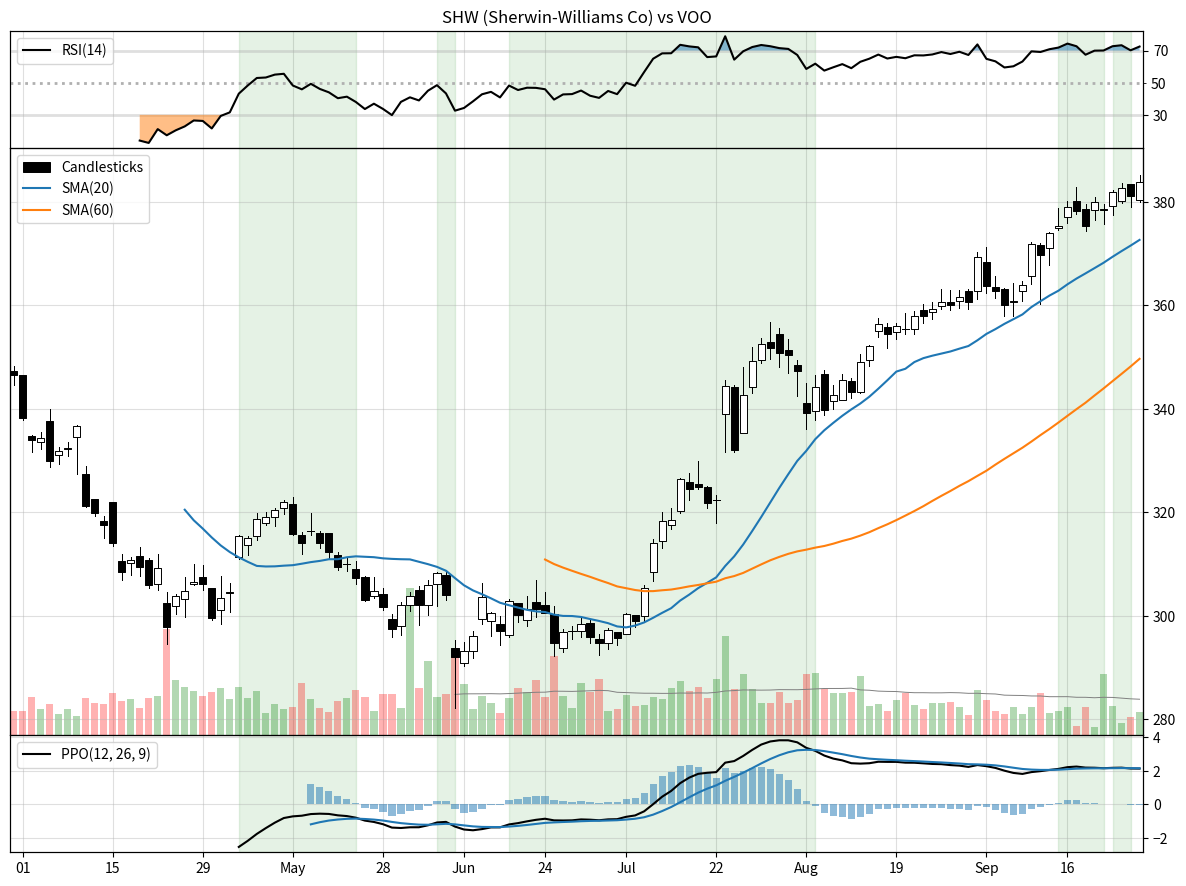 SHW (Sherwin-Williams Co) vs VOO
RSI(14)
70
50
30
Candlesticks
SMA(20)
SMA(60)
380
360
340
320
300
280
PPO(12, 26, 9)
4
2
0
−2
01 15 29 May 28 Jun 24 Jul 22 Aug 19 Sep 16